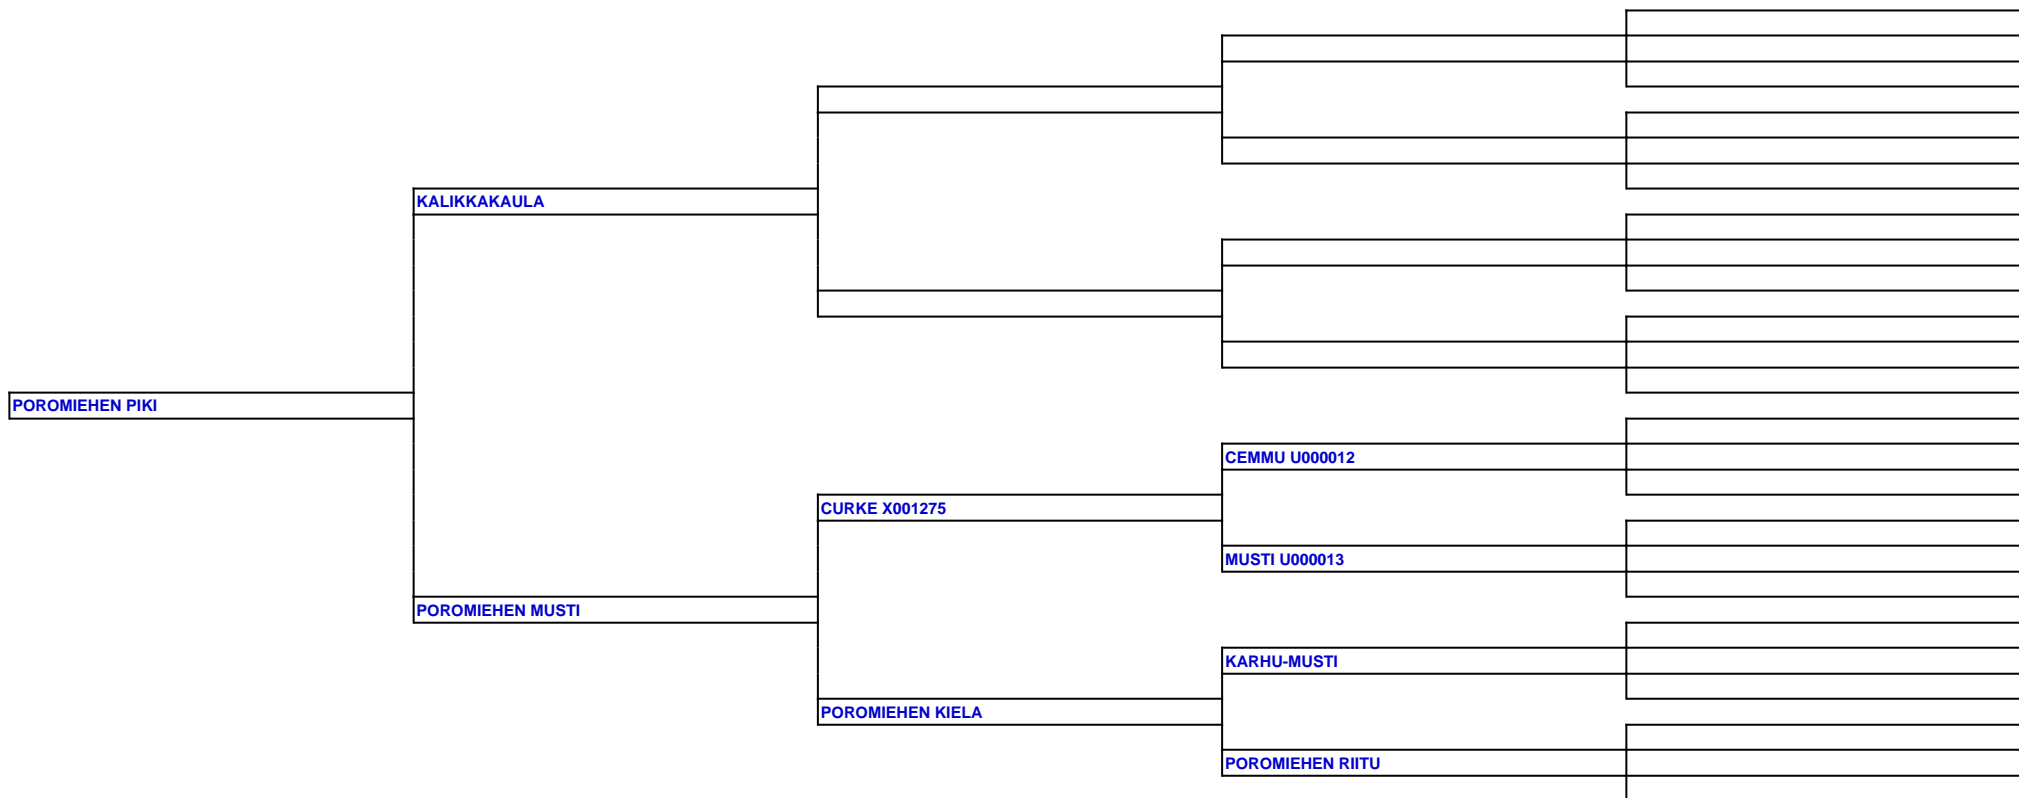 KALIKKAKAULA
POROMIEHEN PIKI
CEMMU U000012
CURKE X001275
MUSTI U000013
POROMIEHEN MUSTI
KARHU-MUSTI
POROMIEHEN KIELA
POROMIEHEN RIITU